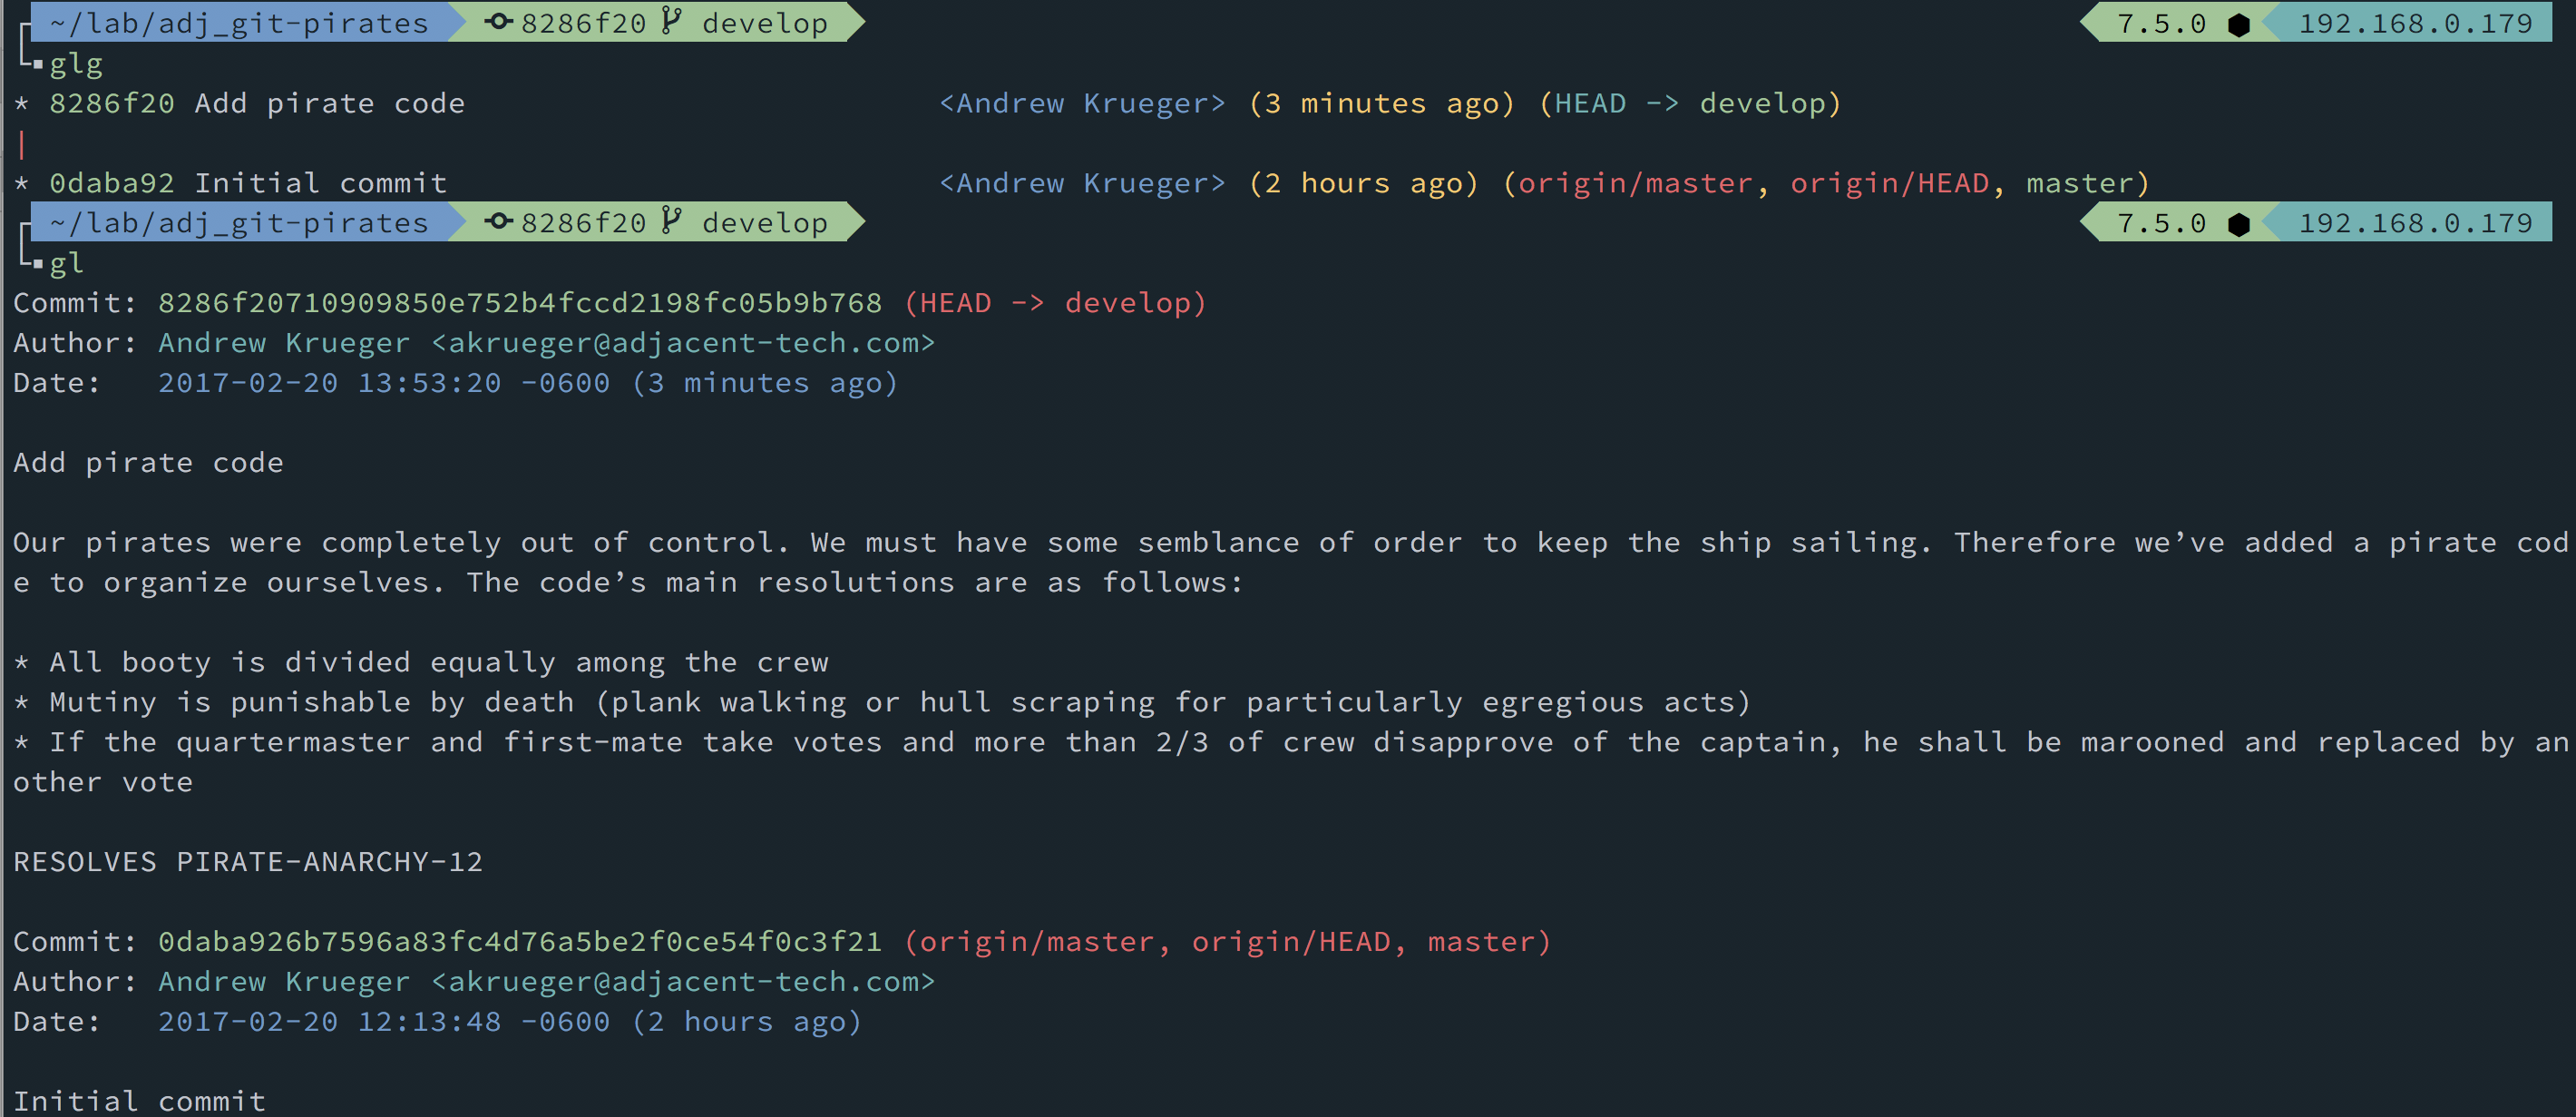 ~/lab/adj_git-pirates 8286f20 develop 7.5.0 192.168.0.179
glg
* 8286f20 Add pirate code <Andrew Krueger> (3 minutes ago) (HEAD -> develop)
|
* 0daba92 Initial commit <Andrew Krueger> (2 hours ago) (origin/master, origin/HEAD, master)
~/lab/adj_git-pirates 8286f20 develop 7.5.0 192.168.0.179
gl
Commit: 8286f20710909850e752b4fccd2198fc05b9b768 (HEAD -> develop)
Author: Andrew Krueger <akrueger@adjacent-tech.com>
Date:   2017-02-20 13:53:20 -0600 (3 minutes ago)
Add pirate code
Our pirates were completely out of control. We must have some semblance of order to keep the ship sailing. Therefore we’ve added a pirate cod
e to organize ourselves. The code’s main resolutions are as follows:
* All booty is divided equally among the crew
* Mutiny is punishable by death (plank walking or hull scraping for particularly egregious acts)
* If the quartermaster and first-mate take votes and more than 2/3 of crew disapprove of the captain, he shall be marooned and replaced by an
other vote
RESOLVES PIRATE-ANARCHY-12
Commit: 0daba926b7596a83fc4d76a5be2f0ce54f0c3f21 (origin/master, origin/HEAD, master)
Author: Andrew Krueger <akrueger@adjacent-tech.com>
Date:   2017-02-20 12:13:48 -0600 (2 hours ago)
Initial commit